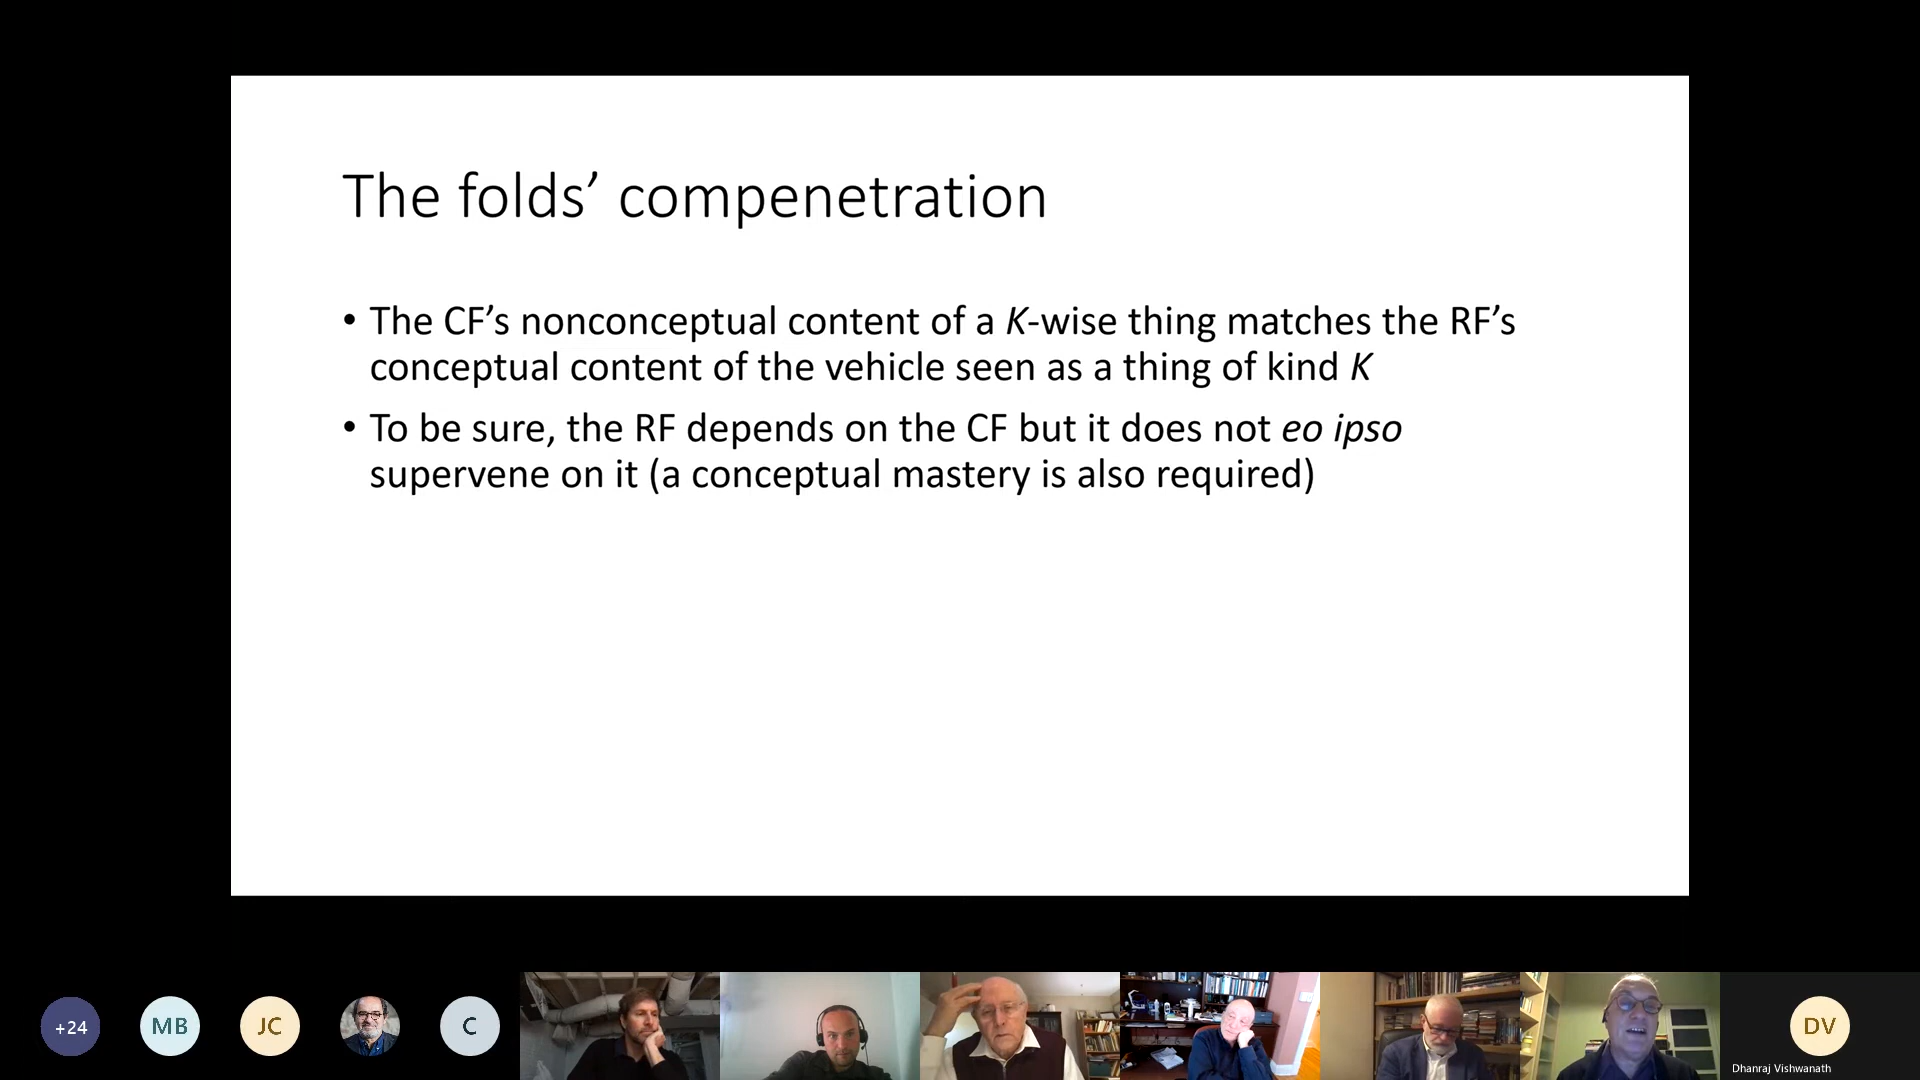 The folds’ compenetration
• The CF’s nonconceptual content of a K-wise thing matches the RF’s
conceptual content of the vehicle seen as a thing of kind K
• To be sure, the RF depends on the CF but it does not eo ipso
supervene on it (a conceptual mastery is also required)
+24
MB
JC
C
DV
Dhanraj Vishwanath